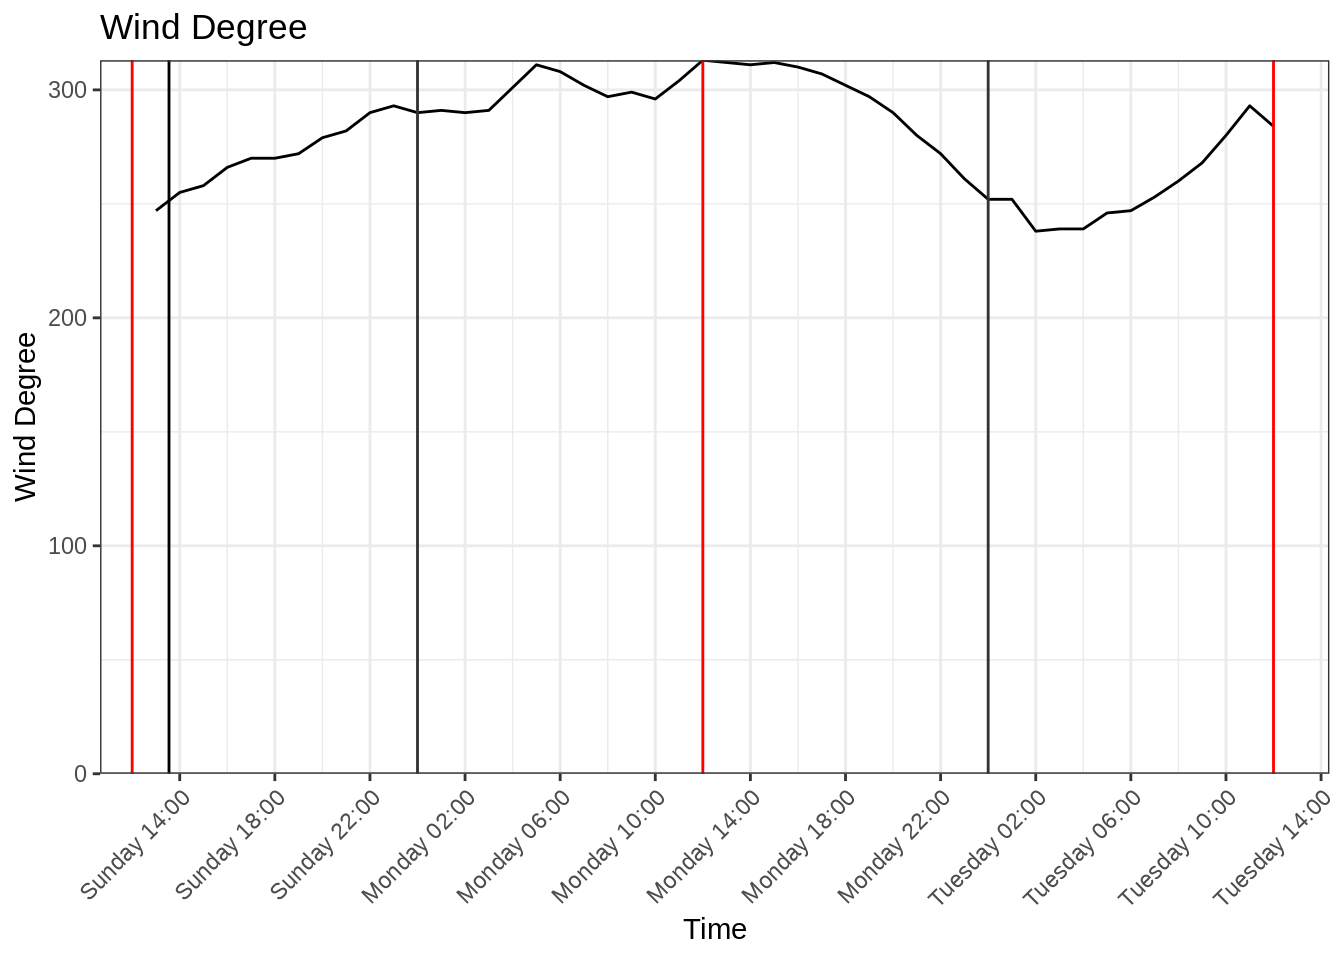 Wind Degree
Wind Degree
300
200
100
0
Sunday 14:00
Sunday 18:00
Sunday 22:00
Monday 02:00
Monday 06:00
Monday 10:00
Monday 14:00
Monday 18:00
Monday 22:00
Tuesday 02:00
Tuesday 06:00
Tuesday 10:00
Tuesday 14:00
Time